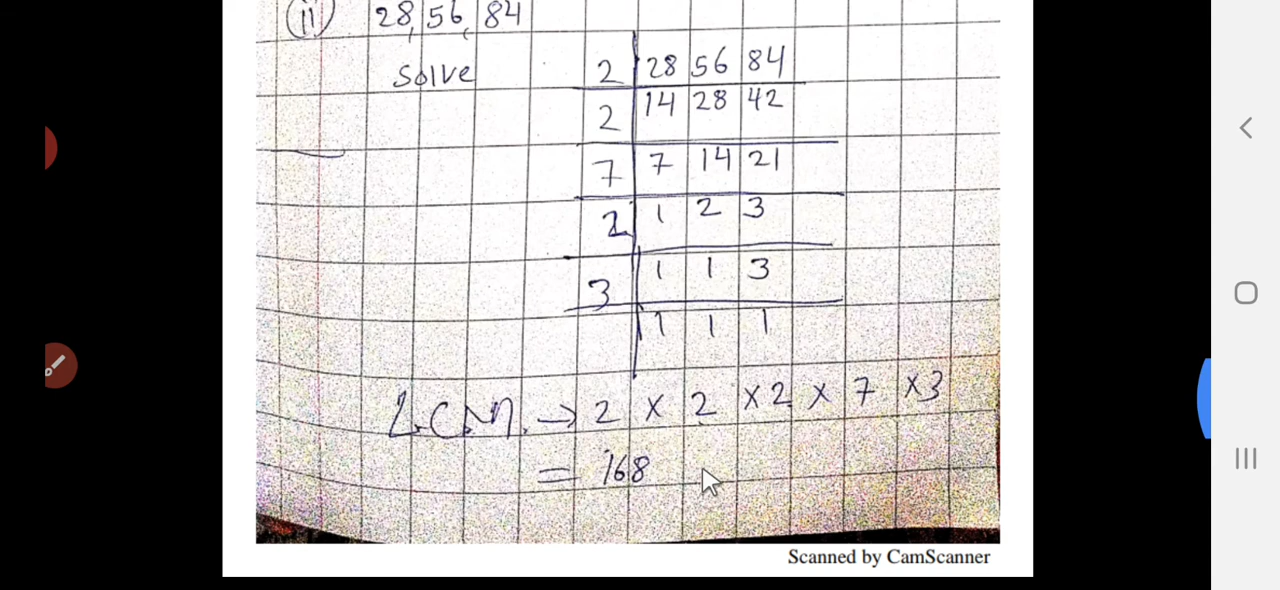 (ii) 28, 56, 84
Solve
2 28 56 84
2 14 28 42
7 7 14 21
2 1 2 3
3 1 1 3
1 1 1
L.C.M. → 2 × 2 × 2 × 7 × 3
= 168
Scanned by CamScanner